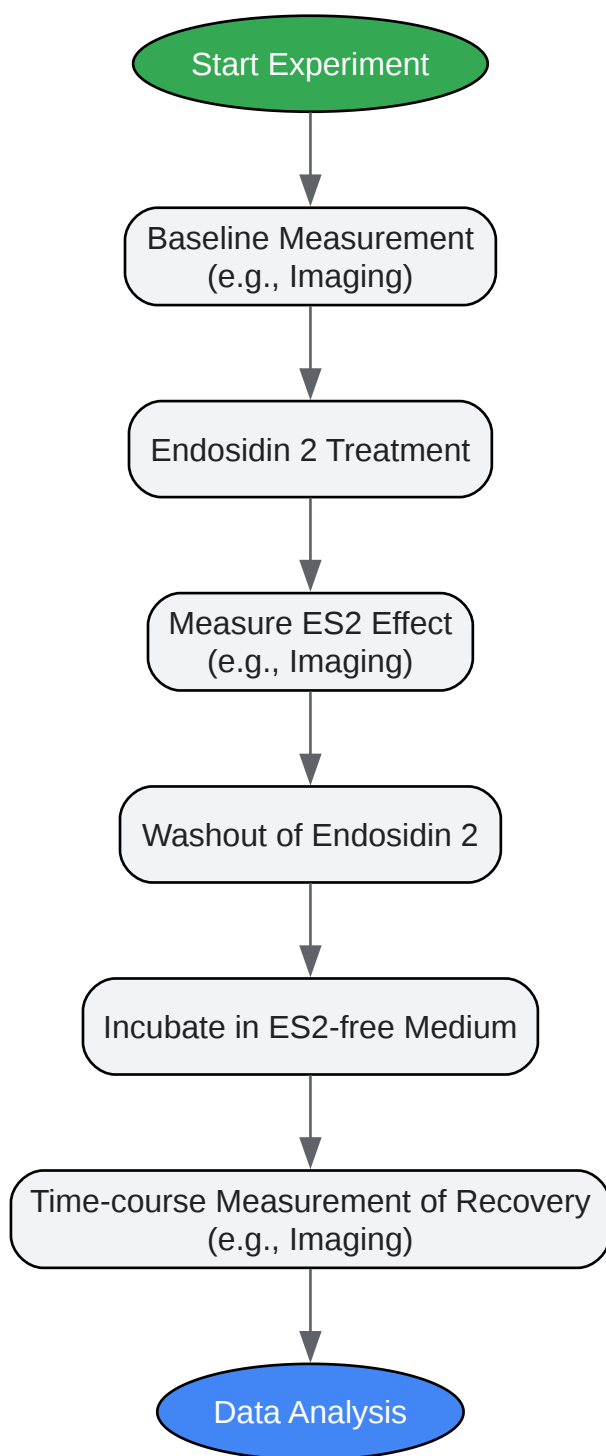 Start Experiment
Baseline Measurement
(e.g., Imaging)
Endosidin 2 Treatment
Measure ES2 Effect
(e.g., Imaging)
Washout of Endosidin 2
Incubate in ES2-free Medium
Time-course Measurement of Recovery
(e.g., Imaging)
Data Analysis